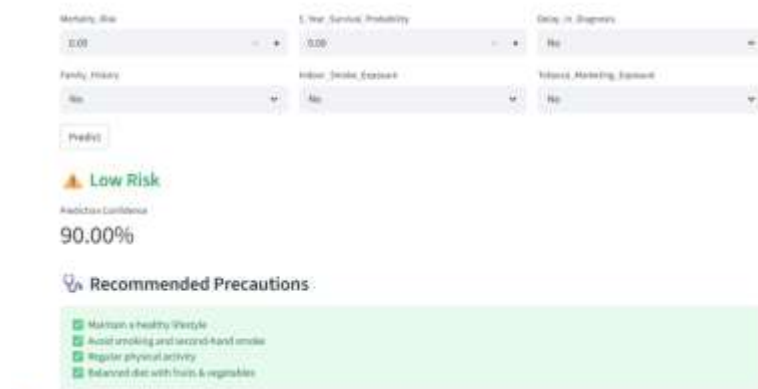 Mortality_Risk 5_Year_Survival_Probability Delay_in_Diagnosis
0.00 - + 0.00 - + No
Family_History Indoor_Smoke_Exposure Tobacco_Marketing_Exposure
No No No
Predict
Low Risk
Prediction Confidence
90.00%
Recommended Precautions
Maintain a healthy lifestyle
Avoid smoking and second-hand smoke
Regular physical activity
Balanced diet with fruits & vegetables